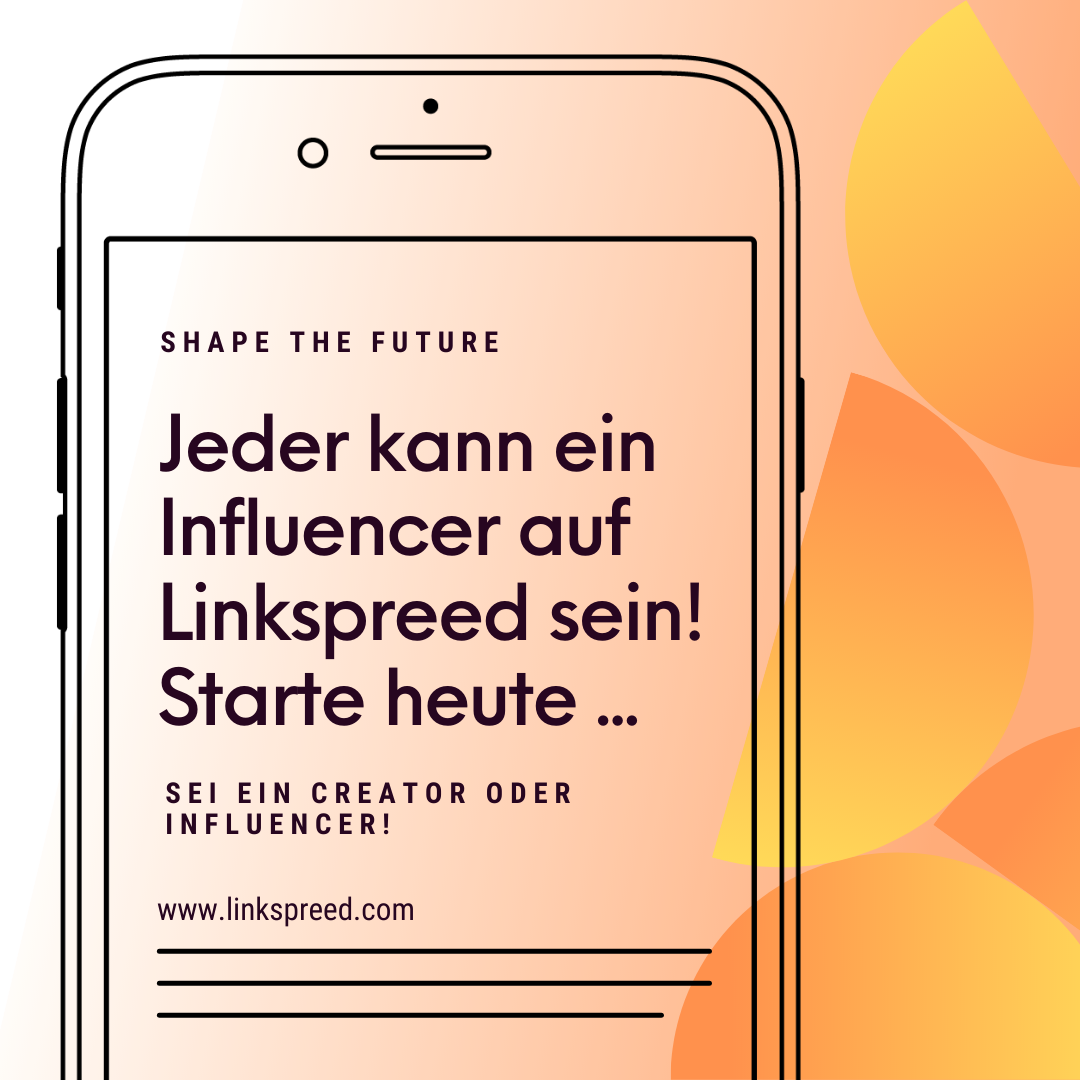 SHAPE THE FUTURE
Jeder kann ein
Influencer auf
Linkspreed sein!
Starte heute ...
SEI EIN CREATOR ODER
INFLUENCER!
www.linkspreed.com